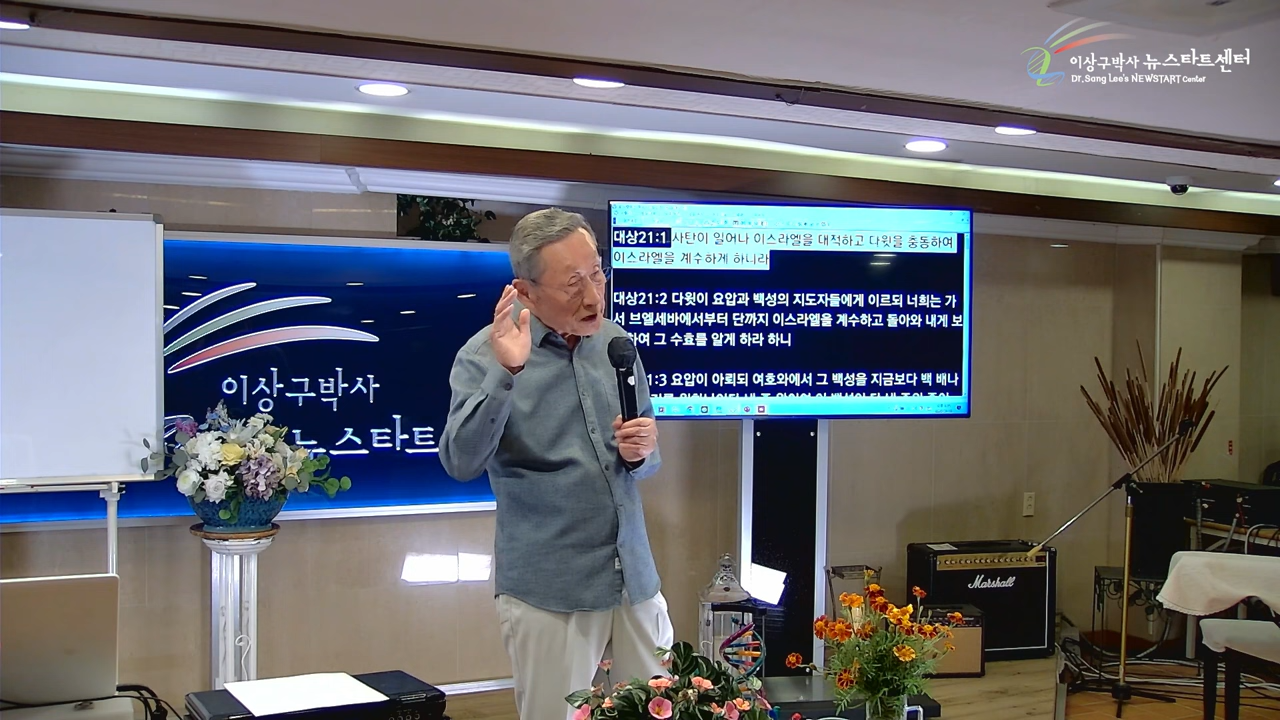 이상구박사 뉴스타트센터
Dr. Sang Lee's NEWSTART Center
대상21:1 사탄이 일어나 이스라엘을 대적하고 다윗을 충동하여
이스라엘을 계수하게 하니라
대상21:2 다윗이 요압과 백성의 지도자들에게 이르되 너희는 가
서 브엘세바에서부터 단까지 이스라엘을 계수하고 돌아와 내게 보
하여 그 수효를 알게 하라 하니
1:3 요압이 아뢰되 여호와께서 그 백성을 지금보다 백 배나
이상구박사
뉴스타트
Marshall